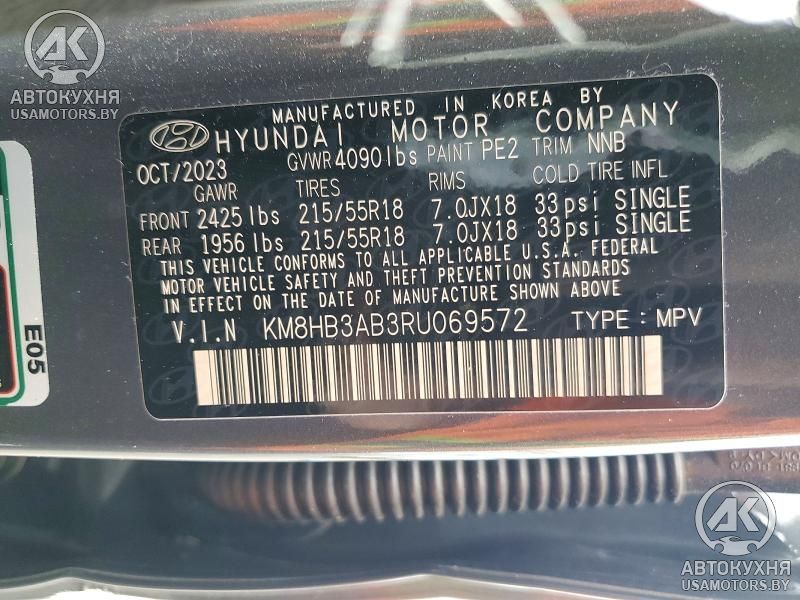 AK
АВТОКУХНЯ
USAMOTORS.BY
MANUFACTURED IN KOREA BY
HYUNDAI MOTOR COMPANY
OCT/2023 GVWR 4090lbs PAINT PE2 TRIM NNB
GAWR TIRES RIMS COLD TIRE INFL
FRONT 2425 lbs 215/55R18 7.0JX18 33psi SINGLE
REAR 1956 lbs 215/55R18 7.0JX18 33psi SINGLE
THIS VEHICLE CONFORMS TO ALL APPLICABLE U.S.A. FEDERAL
MOTOR VEHICLE SAFETY AND THEFT PREVENTION STANDARDS
IN EFFECT ON THE DATE OF MANUFACTURE SHOWN ABOVE
V.I.N KM8HB3AB3RU069572 TYPE : MPV
E05
AK
АВТОКУХНЯ
USAMOTORS.BY